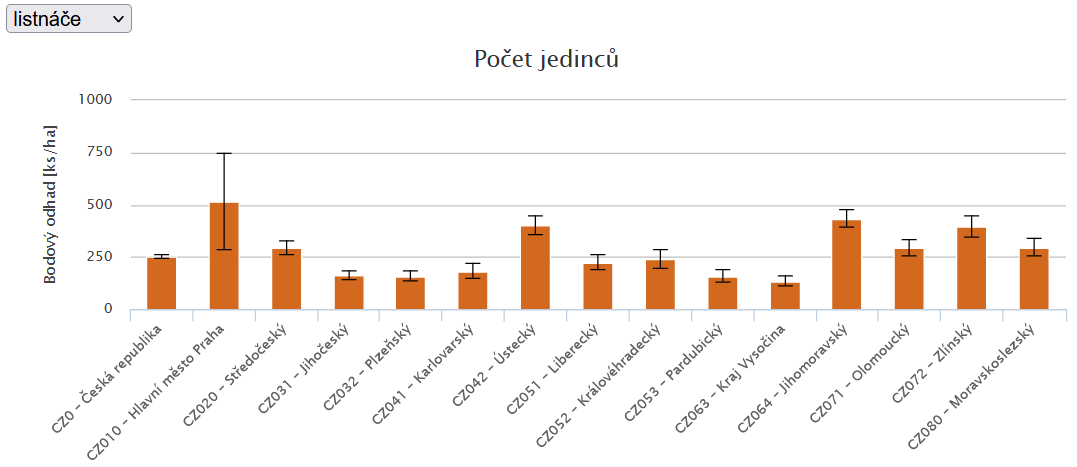 listnáče
Počet jedinců
Bodový odhad [ks/ha]
1000
750
500
250
0
CZ0 - Česká republika
CZ010 - Hlavní město Praha
CZ020 - Středočeský
CZ031 - Jihočeský
CZ032 - Plzeňský
CZ041 - Karlovarský
CZ042 - Ústecký
CZ051 - Liberecký
CZ052 - Královéhradecký
CZ053 - Pardubický
CZ063 - Kraj Vysočina
CZ064 - Jihomoravský
CZ071 - Olomoucký
CZ072 - Zlínský
CZ080 - Moravskoslezský